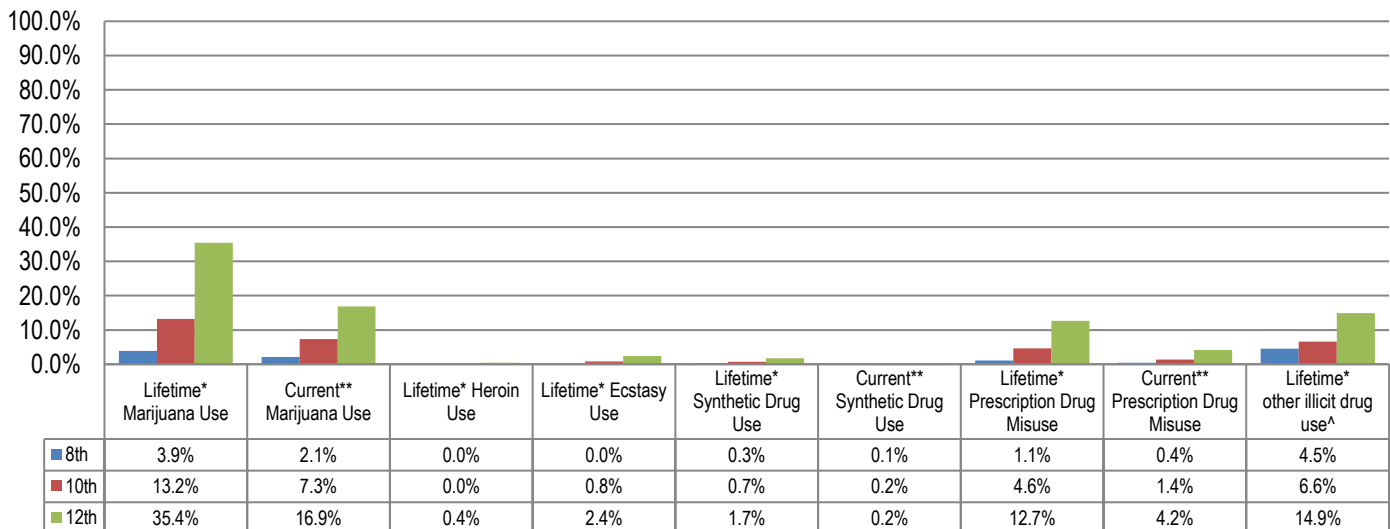 100.0%
90.0%
80.0%
70.0%
60.0%
50.0%
40.0%
30.0%
20.0%
10.0%
0.0%
Lifetime*
Marijuana Use
Current**
Marijuana Use
Lifetime* Heroin
Use
Lifetime* Ecstasy
Use
Lifetime*
Synthetic Drug
Use
Current**
Synthetic Drug
Use
Lifetime*
Prescription Drug
Misuse
Current**
Prescription Drug
Misuse
Lifetime*
other illicit drug
use^
8th 3.9% 2.1% 0.0% 0.0% 0.3% 0.1% 1.1% 0.4% 4.5%
10th 13.2% 7.3% 0.0% 0.8% 0.7% 0.2% 4.6% 1.4% 6.6%
12th 35.4% 16.9% 0.4% 2.4% 1.7% 0.2% 12.7% 4.2% 14.9%